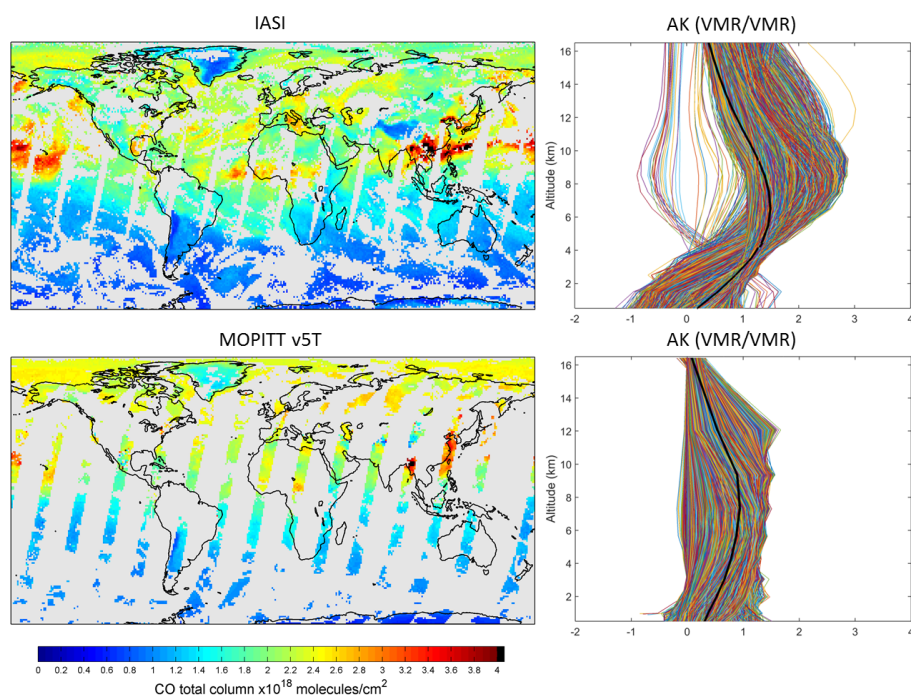 IASI
AK (VMR/VMR)
16
14
12
10
8
6
4
2
Altitude (km)
-2 -1 0 1 2 3 4
MOPITT v5T
AK (VMR/VMR)
16
14
12
10
8
6
4
2
Altitude (km)
-2 -1 0 1 2 3 4
0 0.2 0.4 0.6 0.8 1 1.2 1.4 1.6 1.8 2 2.2 2.4 2.6 2.8 3 3.2 3.4 3.6 3.8 4
CO total column x10^18 molecules/cm^2